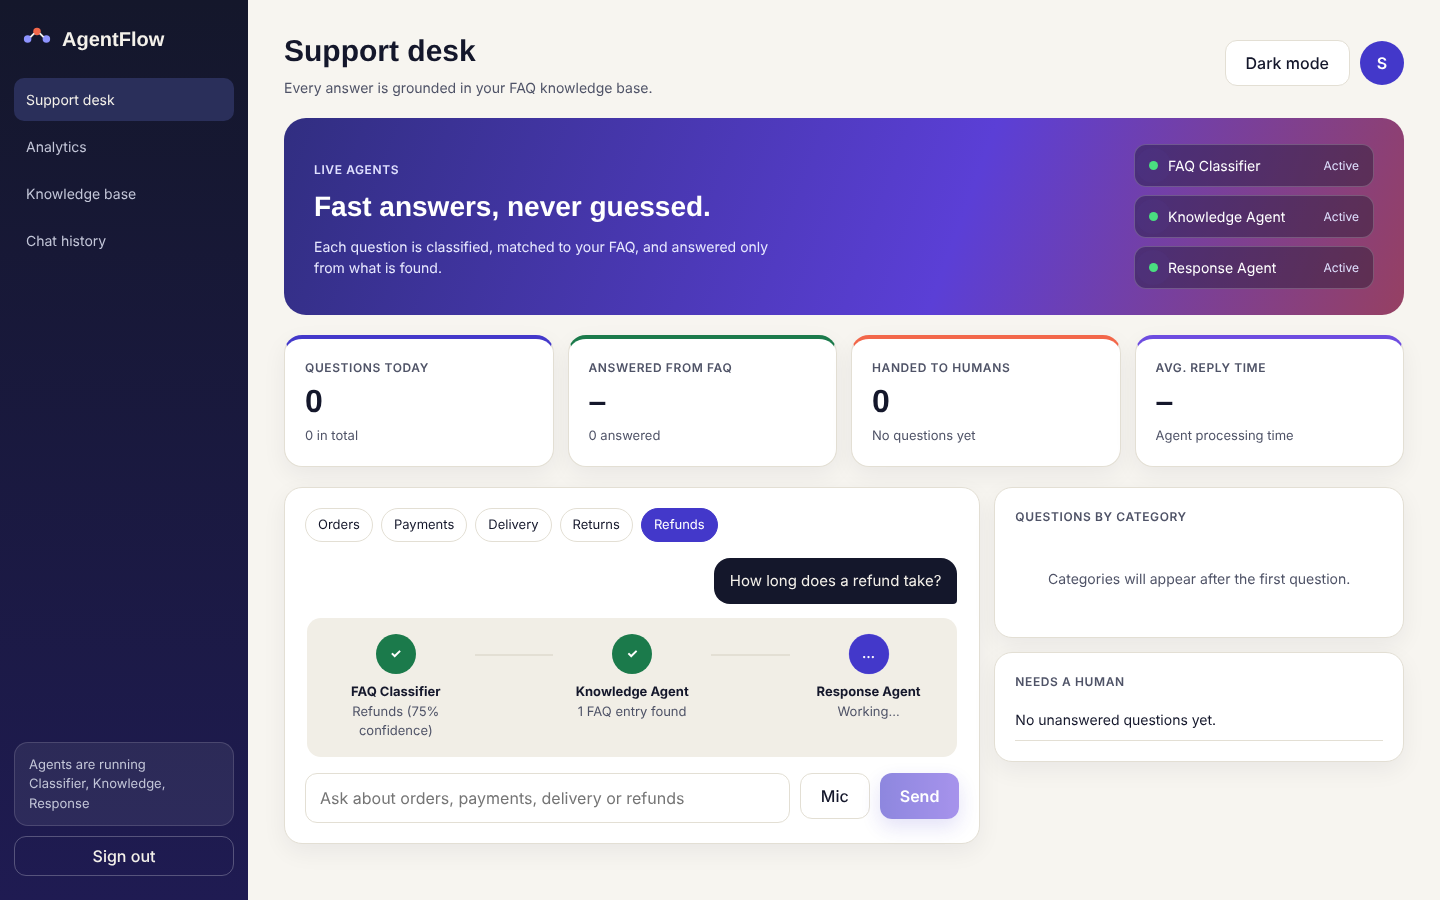 AgentFlow
Support desk
Analytics
Knowledge base
Chat history
Agents are running
Classifier, Knowledge,
Response
Sign out
Support desk
Every answer is grounded in your FAQ knowledge base.
Dark mode
S
LIVE AGENTS
Fast answers, never guessed.
Each question is classified, matched to your FAQ, and answered only
from what is found.
FAQ Classifier Active
Knowledge Agent Active
Response Agent Active
QUESTIONS TODAY
0
0 in total
ANSWERED FROM FAQ
–
0 answered
HANDED TO HUMANS
0
No questions yet
AVG. REPLY TIME
–
Agent processing time
Orders Payments Delivery Returns Refunds
How long does a refund take?
✓
FAQ Classifier
Refunds (75%
confidence)
✓
Knowledge Agent
1 FAQ entry found
...
Response Agent
Working...
Ask about orders, payments, delivery or refunds
Mic
Send
QUESTIONS BY CATEGORY
Categories will appear after the first question.
NEEDS A HUMAN
No unanswered questions yet.